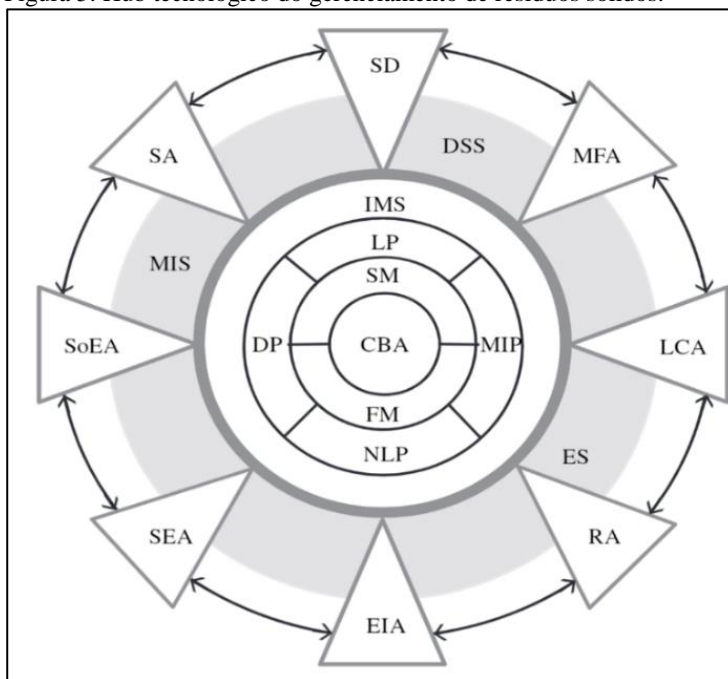 Figura 3. Hub tecnológico do gerenciamento de resíduos sólidos.
SD
SA
DSS
MFA
IMS
LP
MIS
SM
SoEA
DP
CBA
MIP
LCA
FM
NLP
ES
SEA
RA
EIA